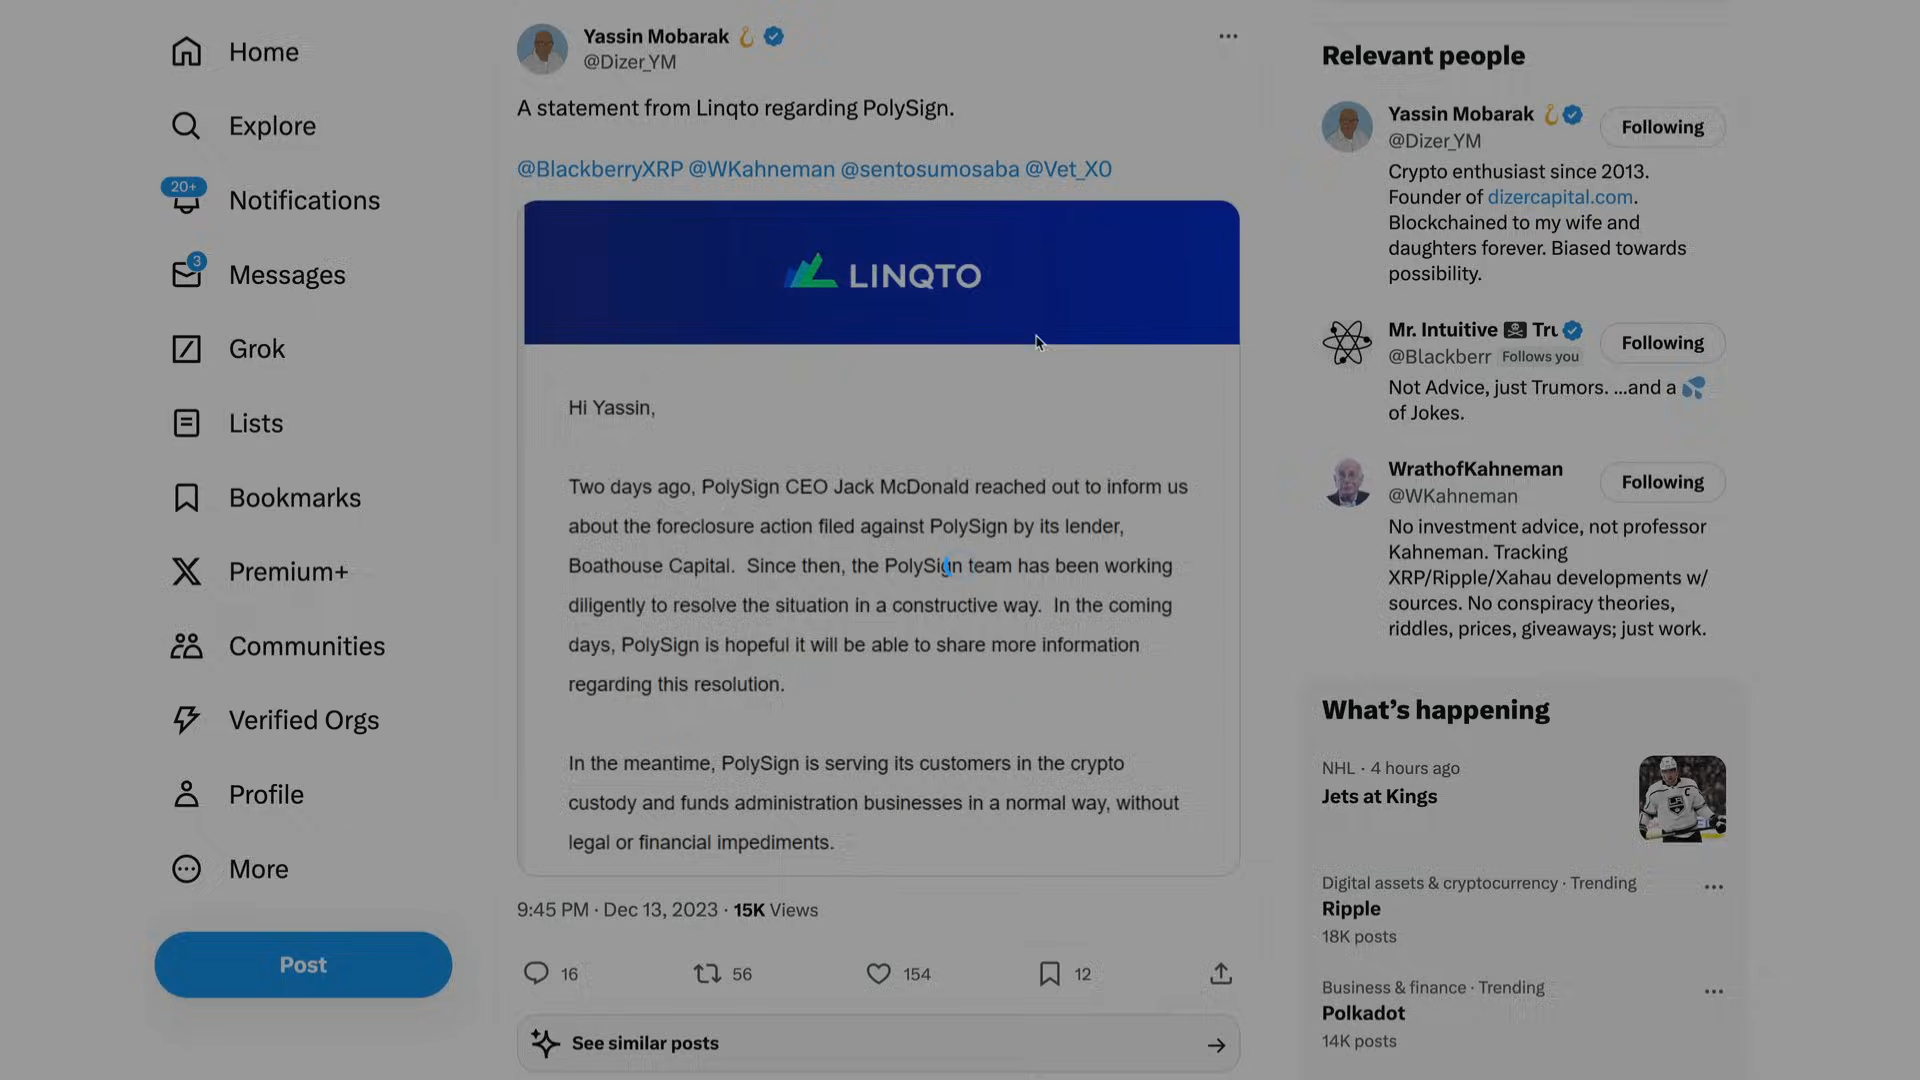 Home
Explore
20+
Notifications
3
Messages
Grok
Lists
Bookmarks
Premium+
Communities
Verified Orgs
Profile
More
Post
Yassin Mobarak
@Dizer_YM
A statement from Linqto regarding PolySign.
@BlackberryXRP @WKahneman @sentosumosaba @Vet_X0
LINQTO
Hi Yassin,
Two days ago, PolySign CEO Jack McDonald reached out to inform us
about the foreclosure action filed against PolySign by its lender,
Boathouse Capital. Since then, the PolySign team has been working
diligently to resolve the situation in a constructive way. In the coming
days, PolySign is hopeful it will be able to share more information
regarding this resolution.
In the meantime, PolySign is serving its customers in the crypto
custody and funds administration businesses in a normal way, without
legal or financial impediments.
9:45 PM · Dec 13, 2023 · 15K Views
16 56 154 12
See similar posts
Relevant people
Yassin Mobarak
Following
@Dizer_YM
Crypto enthusiast since 2013.
Founder of dizercapital.com.
Blockchained to my wife and
daughters forever. Biased towards
possibility.
Mr. Intuitive Tru
Following
@Blackberr Follows you
Not Advice, just Trumors. ...and a
of Jokes.
WrathofKahneman
Following
@WKahneman
No investment advice, not professor
Kahneman. Tracking
XRP/Ripple/Xahau developments w/
sources. No conspiracy theories,
riddles, prices, giveaways; just work.
What's happening
NHL · 4 hours ago
Jets at Kings
Digital assets & cryptocurrency · Trending
Ripple
18K posts
Business & finance · Trending
Polkadot
14K posts